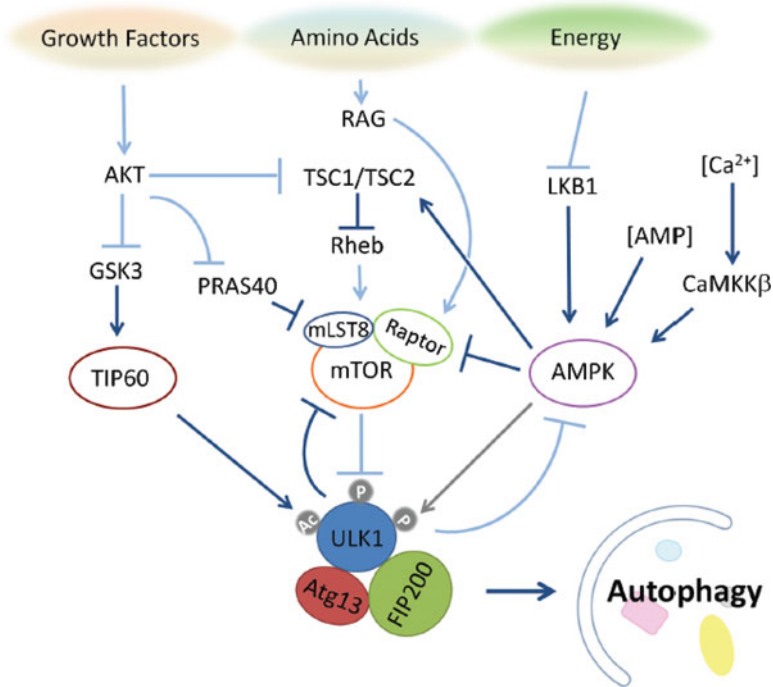 Growth Factors
Amino Acids
Energy
RAG
AKT
TSC1/TSC2
LKB1
[Ca²⁺]
Rheb
[AMP]
GSK3
PRAS40
CaMKKβ
mLST8
Raptor
TIP60
mTOR
AMPK
P
Ac
P
ULK1
Atg13
FIP200
Autophagy